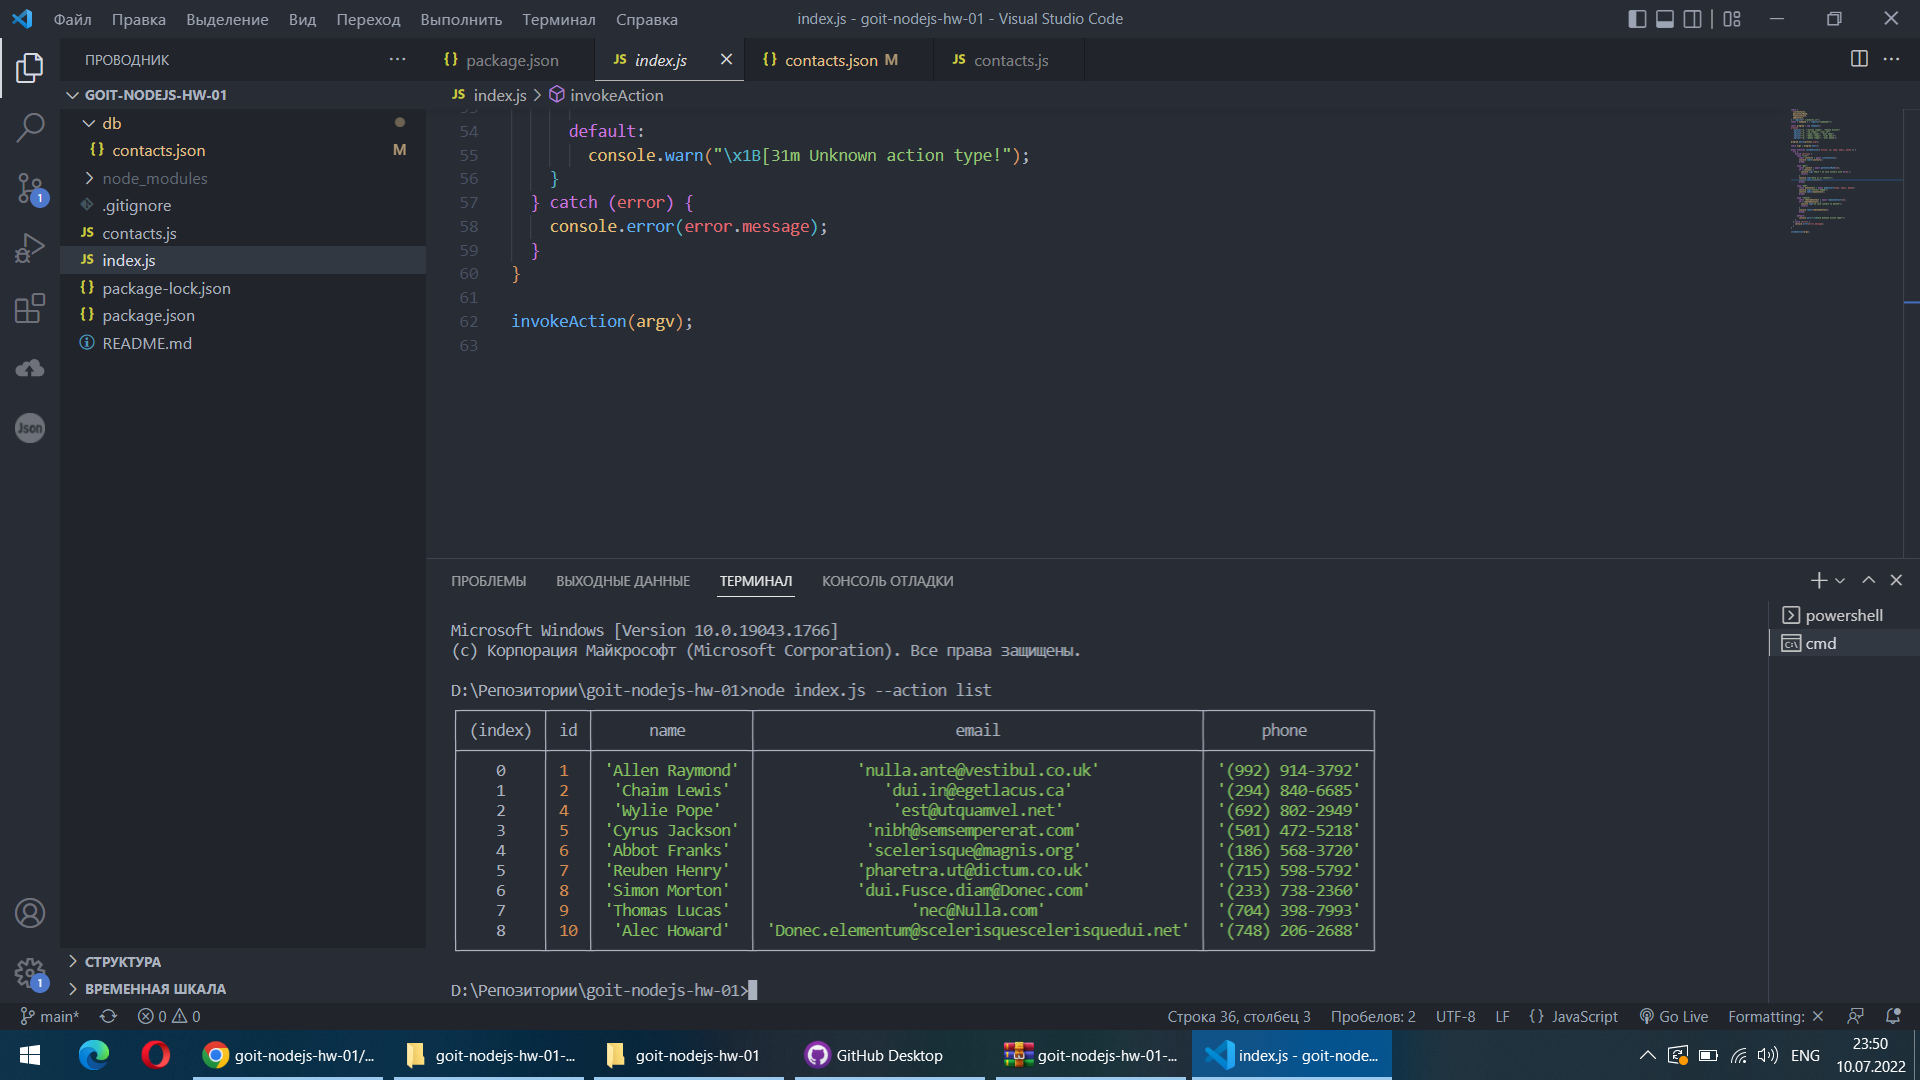 Файл Правка Выделение Вид Переход Выполнить Терминал Справка
index.js - goit-nodejs-hw-01 - Visual Studio Code
ПРОВОДНИК
{} package.json
JS index.js
{} contacts.json M
JS contacts.js
GOIT-NODEJS-HW-01
JS index.js > invokeAction
db
{} contacts.json M
node_modules
.gitignore
JS contacts.js
JS index.js
{} package-lock.json
{} package.json
README.md
1
Json
54 default:
55 console.warn("\x1B[31m Unknown action type!");
56 }
57 } catch (error) {
58 console.error(error.message);
59 }
60 }
61
62 invokeAction(argv);
63
ПРОБЛЕМЫ ВЫХОДНЫЕ ДАННЫЕ ТЕРМИНАЛ КОНСОЛЬ ОТЛАДКИ
powershell
cmd
Microsoft Windows [Version 10.0.19043.1766]
(c) Корпорация Майкрософт (Microsoft Corporation). Все права защищены.
D:\Репозитории\goit-nodejs-hw-01>node index.js --action list
(index) id name email phone
0 1 'Allen Raymond' 'nulla.ante@vestibul.co.uk' '(992) 914-3792'
1 2 'Chaim Lewis' 'dui.in@egetlacus.ca' '(294) 840-6685'
2 4 'Wylie Pope' 'est@utquamvel.net' '(692) 802-2949'
3 5 'Cyrus Jackson' 'nibh@semsempererat.com' '(501) 472-5218'
4 6 'Abbot Franks' 'scelerisque@magnis.org' '(186) 568-3720'
5 7 'Reuben Henry' 'pharetra.ut@dictum.co.uk' '(715) 598-5792'
6 8 'Simon Morton' 'dui.Fusce.diam@Donec.com' '(233) 738-2360'
7 9 'Thomas Lucas' 'nec@Nulla.com' '(704) 398-7993'
8 10 'Alec Howard' 'Donec.elementum@scelerisquescelerisquedui.net' '(748) 206-2688'
D:\Репозитории\goit-nodejs-hw-01>
СТРУКТУРА
1
ВРЕМЕННАЯ ШКАЛА
main* 0 0
Строка 36, столбец 3 Пробелов: 2 UTF-8 LF {} JavaScript Go Live Formatting: ✕
goit-nodejs-hw-01/...
goit-nodejs-hw-01-...
goit-nodejs-hw-01
GitHub Desktop
goit-nodejs-hw-01-...
index.js - goit-node...
ENG
23:50
10.07.2022